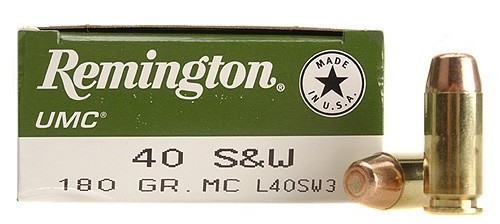 Remington
UMC®
MADE
IN U.S.A.
40 S&W
180 GR. MC L40SW3